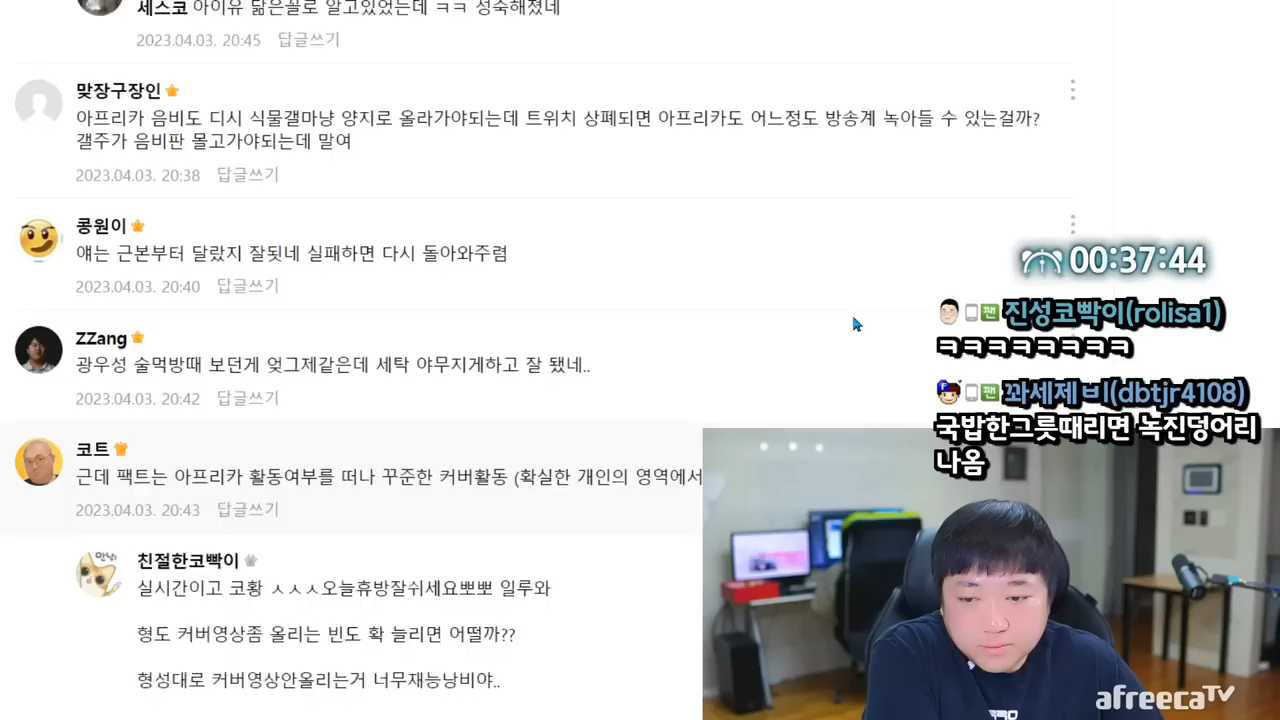 세스코 아이유 닮은꼴로 알고있었는데 ㅋㅋ 성숙해졌네
2023.04.03. 20:45 답글쓰기
맞장구장인
아프리카 음비도 디시 식물갤마냥 양지로 올라가야되는데 트위치 상폐되면 아프리카도 어느정도 방송계 녹아들 수 있는걸까?
갤주가 음비판 몰고가야되는데 말여
2023.04.03. 20:38 답글쓰기
콩원이
얘는 근본부터 달랐지 잘됫네 실패하면 다시 돌아와주렴
2023.04.03. 20:40 답글쓰기
ZZang
광우성 술먹방때 보던게 엊그제같은데 세탁 야무지게하고 잘 됐네..
2023.04.03. 20:42 답글쓰기
코트
근데 팩트는 아프리카 활동여부를 떠나 꾸준한 커버활동 (확실한 개인의 영역에서
2023.04.03. 20:43 답글쓰기
친절한코빡이
실시간이고 코황 ㅅㅅㅅ오늘휴방잘쉬세요뽀뽀 일루와
형도 커버영상좀 올리는 빈도 확 늘리면 어떨까??
형성대로 커버영상안올리는거 너무재능낭비야..
00:37:44
진성코빡이(rolisa1)
ㅋㅋㅋㅋㅋㅋㅋㅋ
꽈세제ㅂㅣ(dbtjr4108)
국밥한그릇때리면 녹진덩어리
나옴
afreecaTV